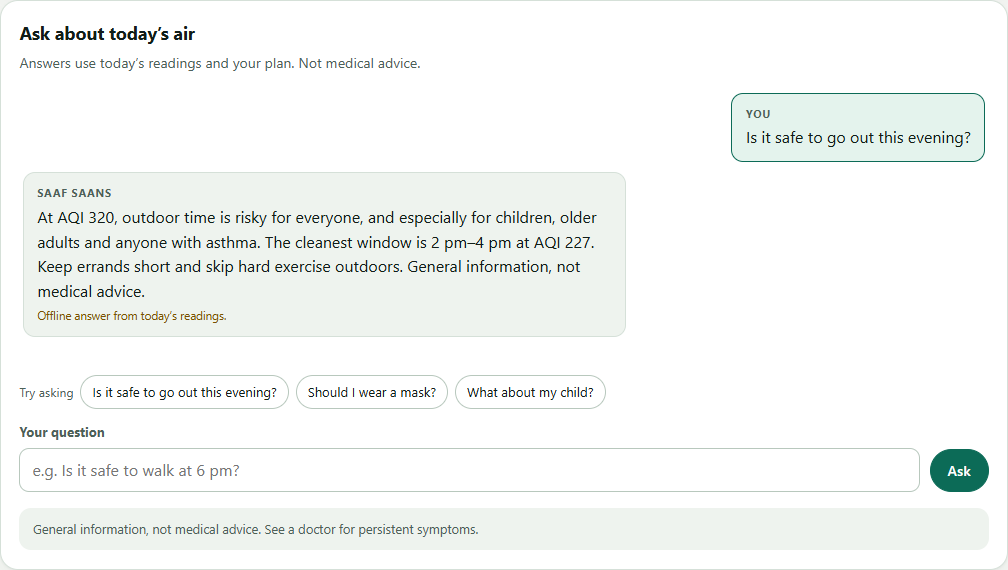 Ask about today’s air
Answers use today’s readings and your plan. Not medical advice.
YOU
Is it safe to go out this evening?
SAAF SAANS
At AQI 320, outdoor time is risky for everyone, and especially for children, older
adults and anyone with asthma. The cleanest window is 2 pm–4 pm at AQI 227.
Keep errands short and skip hard exercise outdoors. General information, not
medical advice.
Offline answer from today’s readings.
Try asking
Is it safe to go out this evening?
Should I wear a mask?
What about my child?
Your question
e.g. Is it safe to walk at 6 pm?
Ask
General information, not medical advice. See a doctor for persistent symptoms.